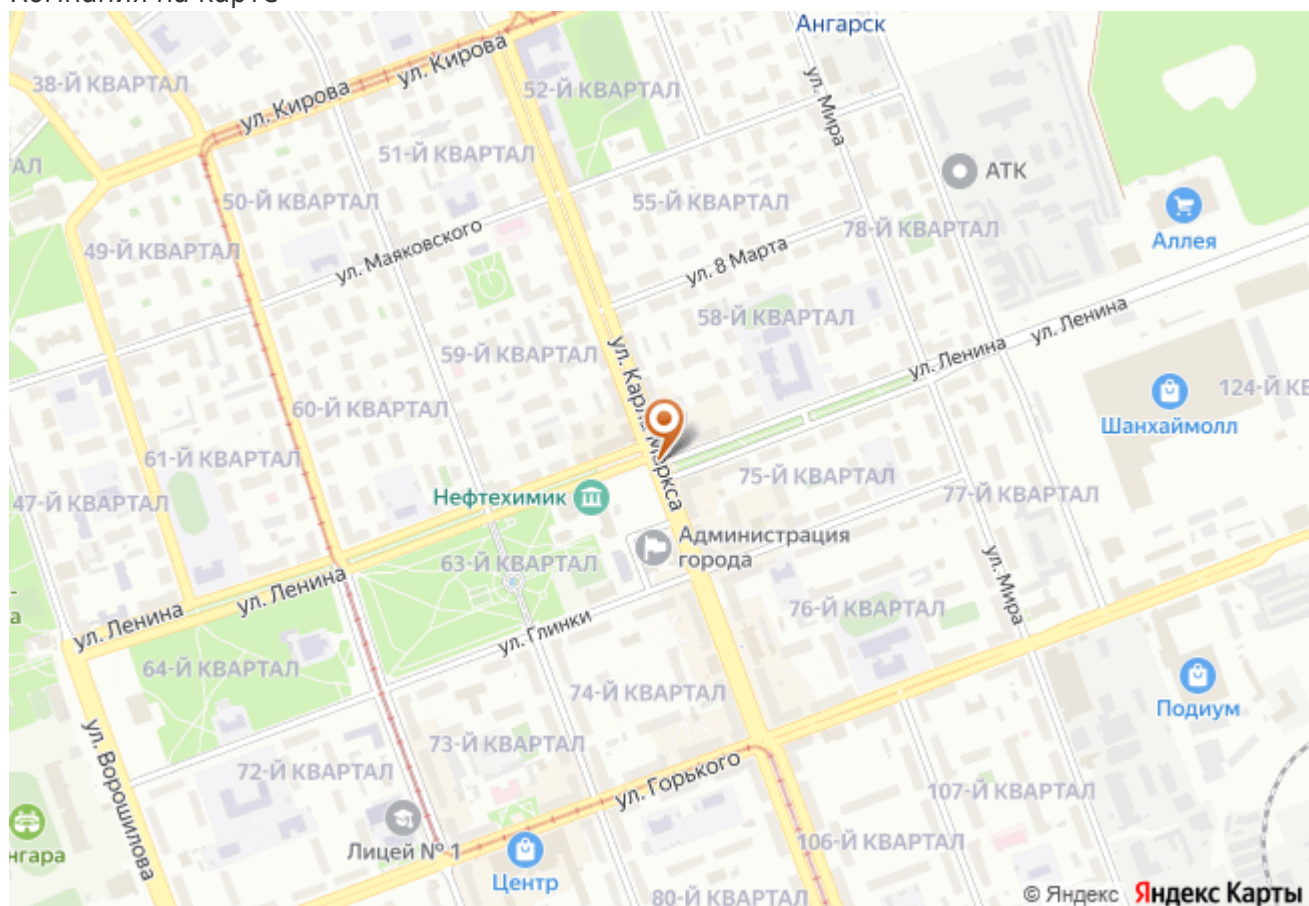 Ангарск
ул. Кирова
38-Й КВАРТАЛ
52-Й КВАРТАЛ
ул. Мира
ул. Кирова
51-Й КВАРТАЛ
АТК
50-Й КВАРТАЛ
55-Й КВАРТАЛ
78-Й КВАРТАЛ
Аллея
49-Й КВАРТАЛ
ул. Маяковского
ул. 8 Марта
58-Й КВАРТАЛ
ул. Ленина
ул. Ленина
59-Й КВАРТАЛ
ул. Карла Маркса
60-Й КВАРТАЛ
Шанхаймолл
61-Й КВАРТАЛ
75-Й КВАРТАЛ
47-Й КВАРТАЛ
Нефтехимик
77-Й КВАРТАЛ
Администрация
города
63-Й КВАРТАЛ
ул. Ленина
ул. Ленина
ул. Мира
76-Й КВАРТАЛ
ул. Глинки
64-Й КВАРТАЛ
74-Й КВАРТАЛ
Подиум
73-Й КВАРТАЛ
ул. Ворошилова
72-Й КВАРТАЛ
ул. Горького
107-Й КВАРТАЛ
106-Й КВАРТАЛ
Лицей № 1
Центр
80-Й КВАРТАЛ
© Яндекс Яндекс Карты